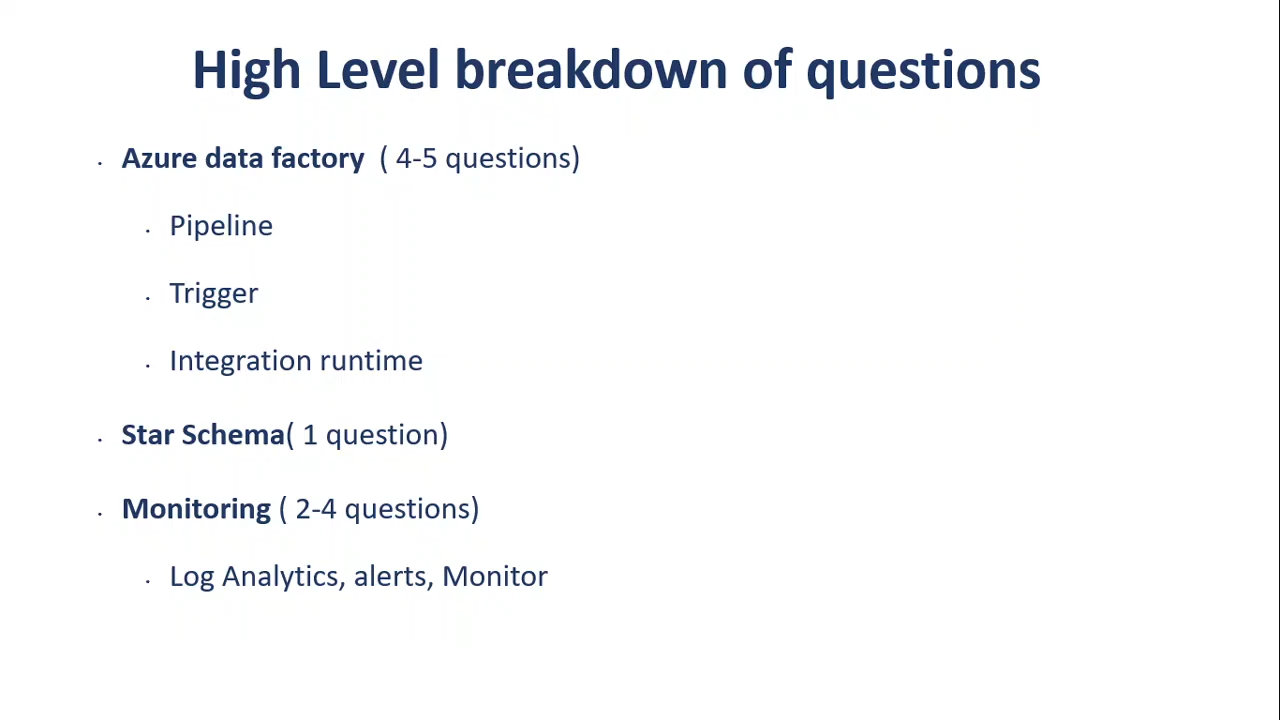 High Level breakdown of questions
. Azure data factory ( 4-5 questions)
. Pipeline
. Trigger
. Integration runtime
. Star Schema( 1 question)
. Monitoring ( 2-4 questions)
. Log Analytics, alerts, Monitor